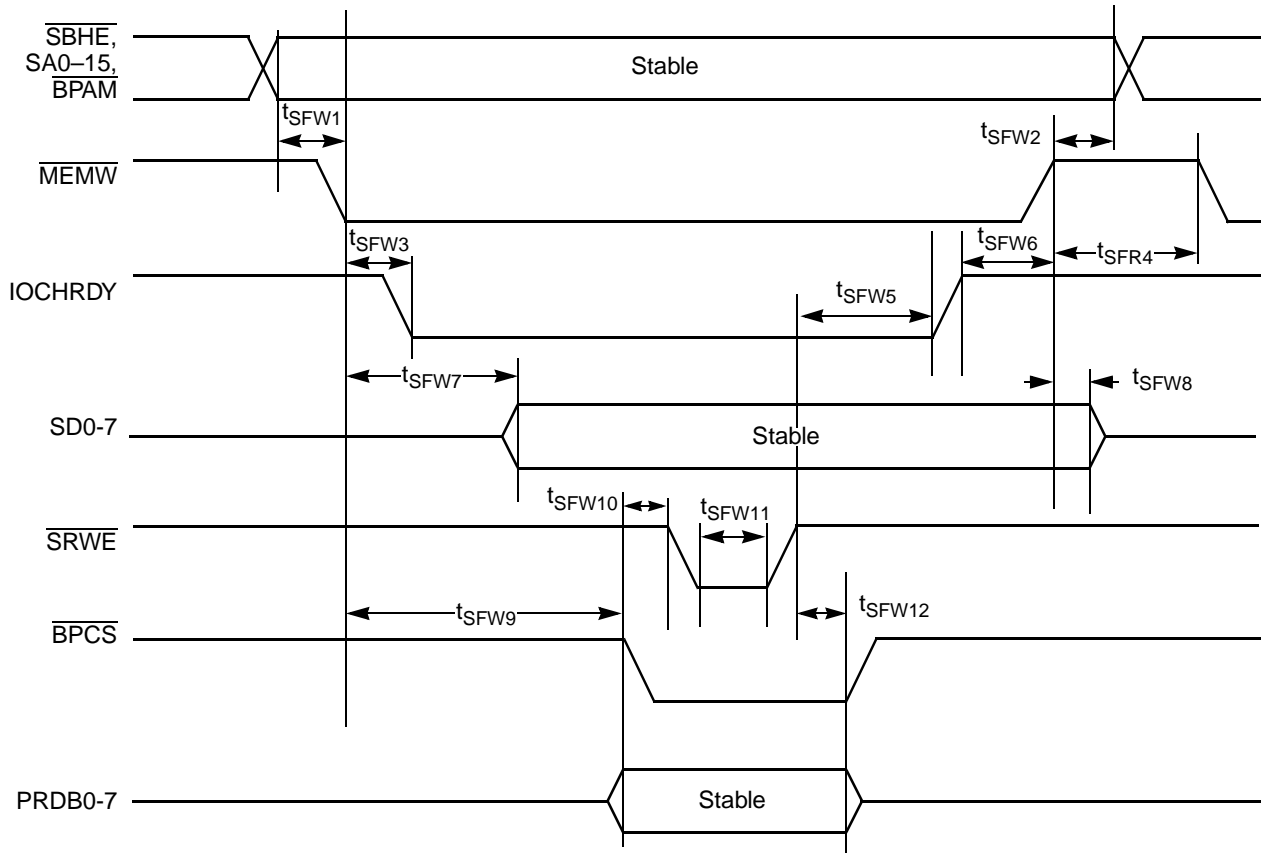 SBHE,
SA0–15,
BPAM
Stable
tSFW1
tSFW2
MEMW
tSFW3
tSFW6
tSFR4
IOCHRDY
tSFW5
tSFW7
tSFW8
SD0-7
Stable
tSFW10
tSFW11
SRWE
tSFW9
tSFW12
BPCS
PRDB0-7
Stable